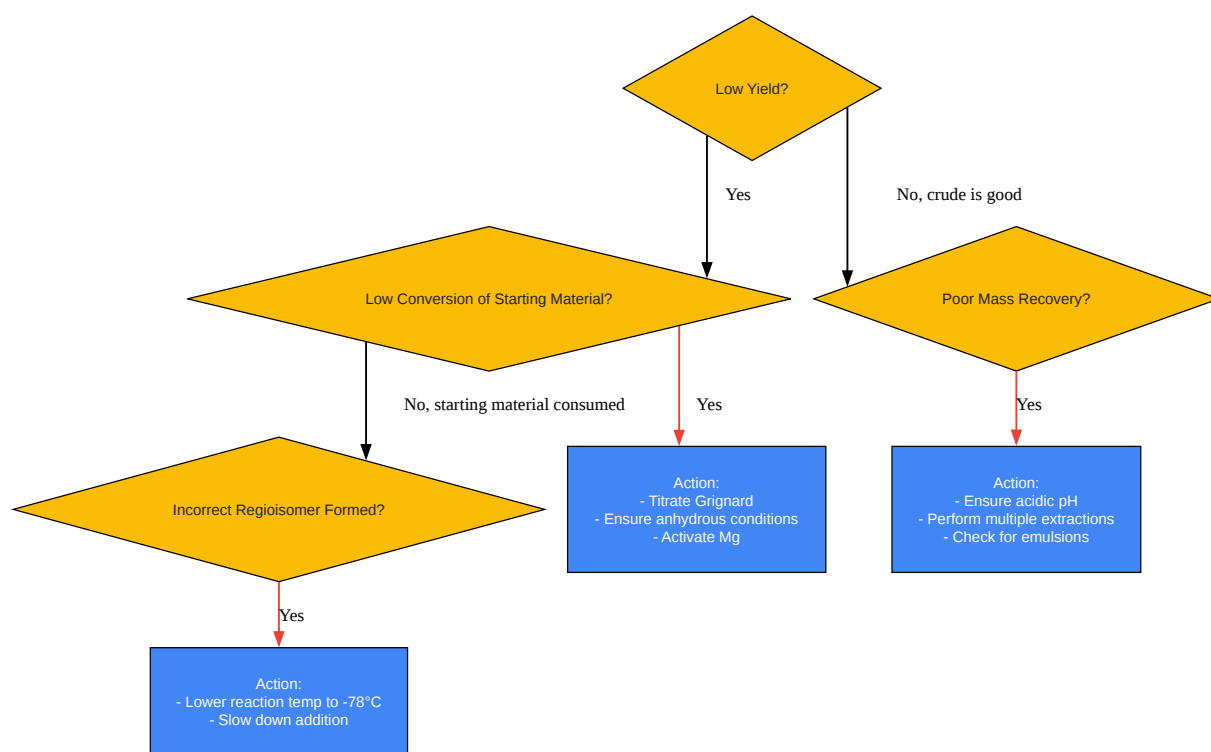 Low Yield?
Yes
No, crude is good
Low Conversion of Starting Material?
Poor Mass Recovery?
No, starting material consumed
Yes
Yes
Incorrect Regioisomer Formed?
Action:
- Titrate Grignard
- Ensure anhydrous conditions
- Activate Mg
Action:
- Ensure acidic pH
- Perform multiple extractions
- Check for emulsions
Yes
Action:
- Lower reaction temp to -78°C
- Slow down addition